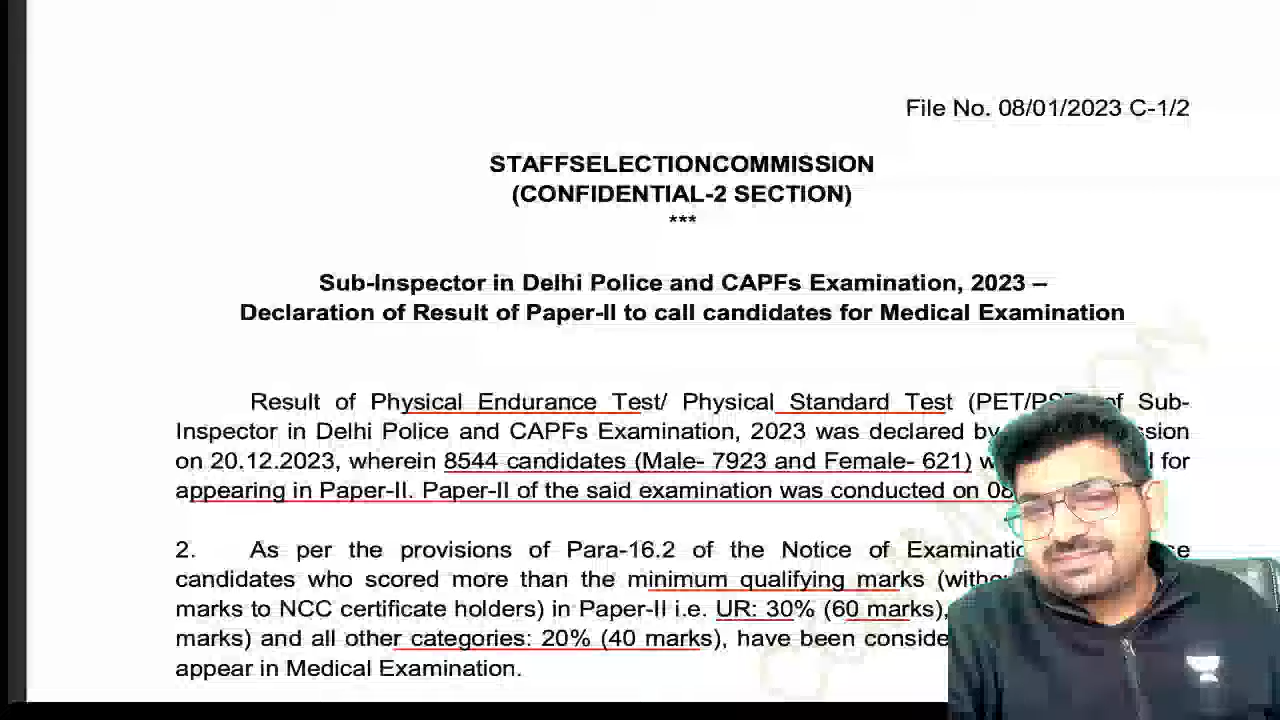 File No. 08/01/2023 C-1/2
STAFFSELECTIONCOMMISSION
(CONFIDENTIAL-2 SECTION)
***
Sub-Inspector in Delhi Police and CAPFs Examination, 2023 –
Declaration of Result of Paper-II to call candidates for Medical Examination
Result of Physical Endurance Test/ Physical Standard Test (PET/PST) of Sub-
Inspector in Delhi Police and CAPFs Examination, 2023 was declared by
on 20.12.2023, wherein 8544 candidates (Male- 7923 and Female- 621) for
appearing in Paper-II. Paper-II of the said examination was conducted on 08
2. As per the provisions of Para-16.2 of the Notice of
candidates who scored more than the minimum qualifying marks
marks to NCC certificate holders) in Paper-II i.e. UR: 30% (60 marks),
marks) and all other categories: 20% (40 marks), have been
appear in Medical Examination.